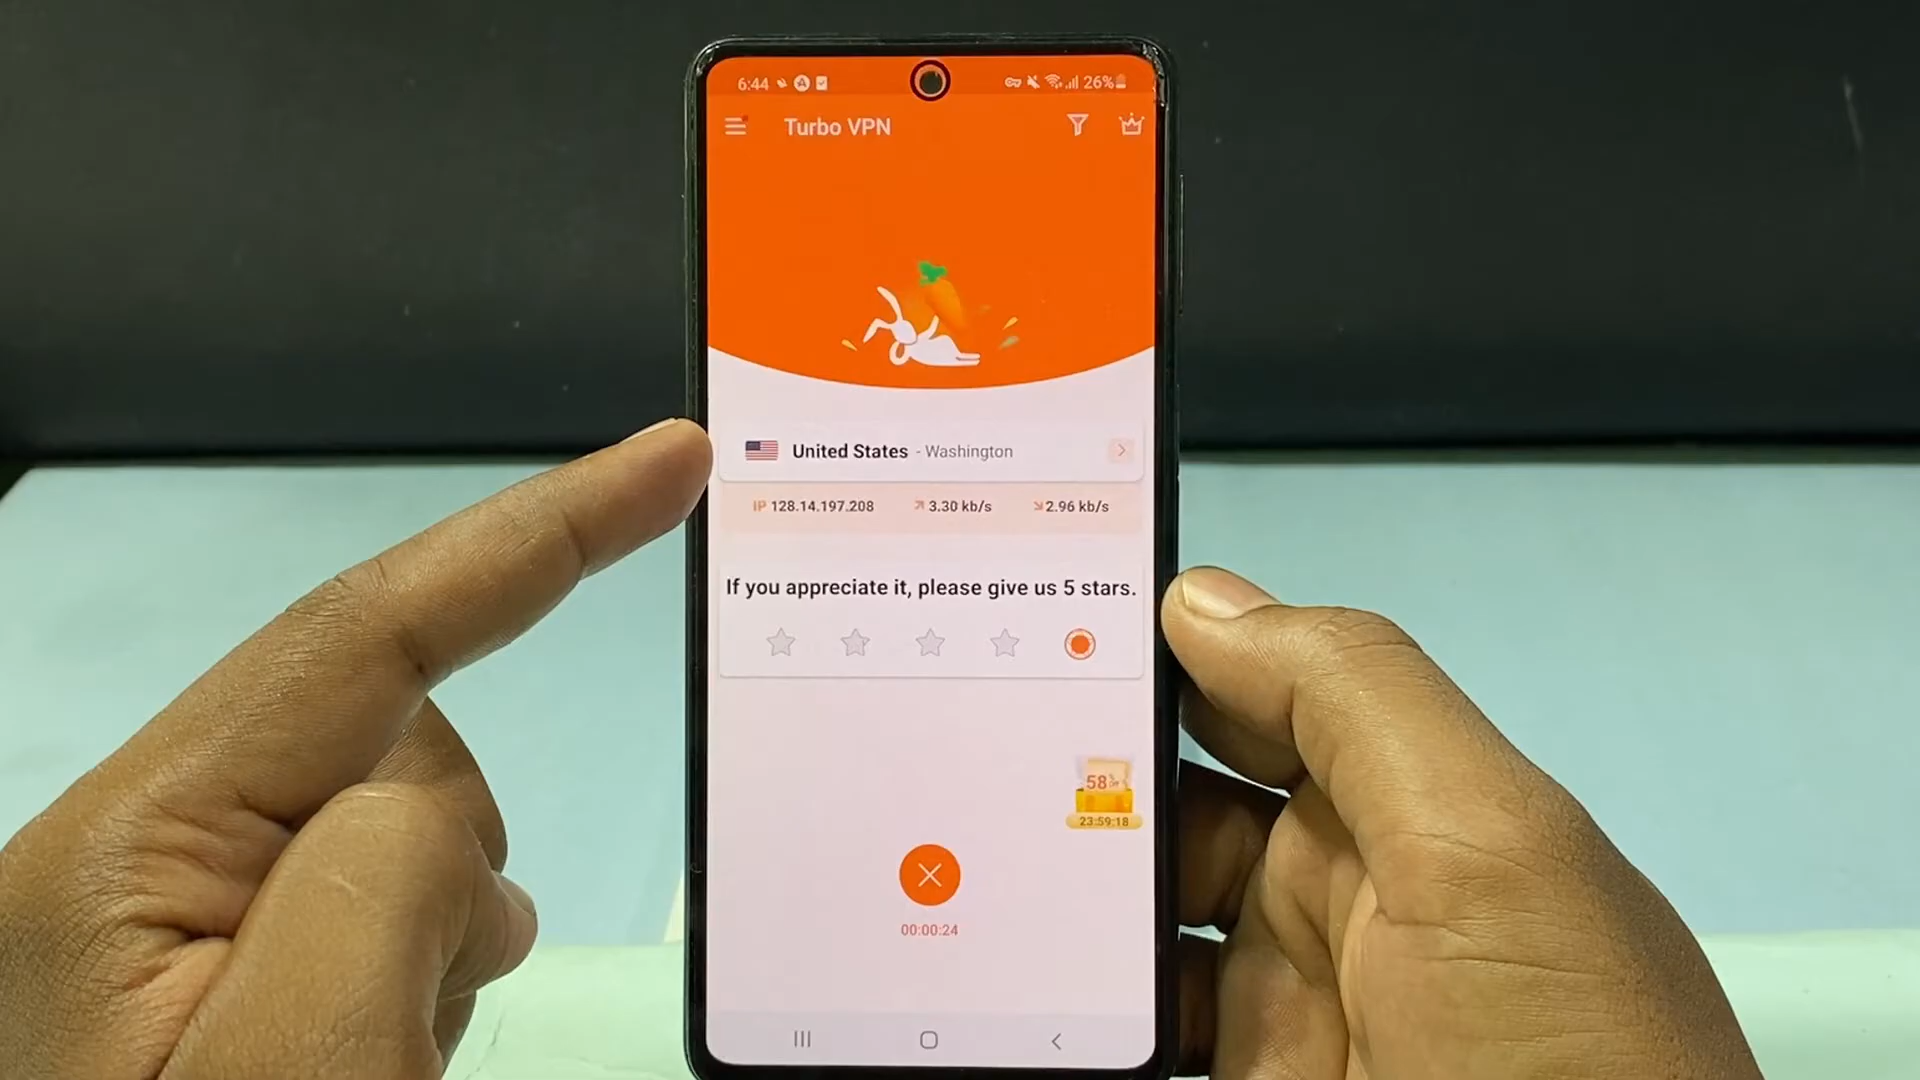 6:44 26%
Turbo VPN
United States - Washington
IP 128.14.197.208 3.30 kb/s 2.96 kb/s
If you appreciate it, please give us 5 stars.
58% Off
23:59:18
00:00:24